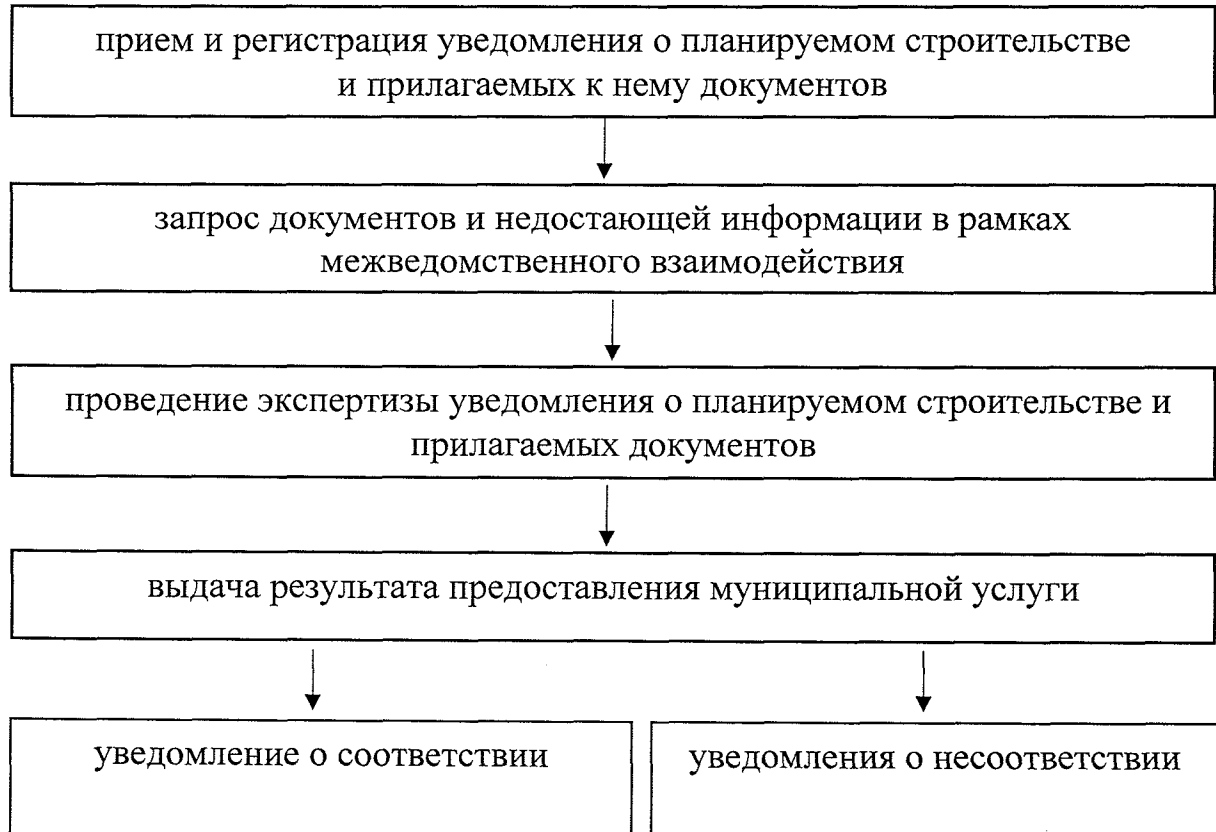 прием и регистрация уведомления о планируемом строительстве
и прилагаемых к нему документов
запрос документов и недостающей информации в рамках
межведомственного взаимодействия
проведение экспертизы уведомления о планируемом строительстве и
прилагаемых документов
выдача результата предоставления муниципальной услуги
уведомление о соответствии
уведомления о несоответствии